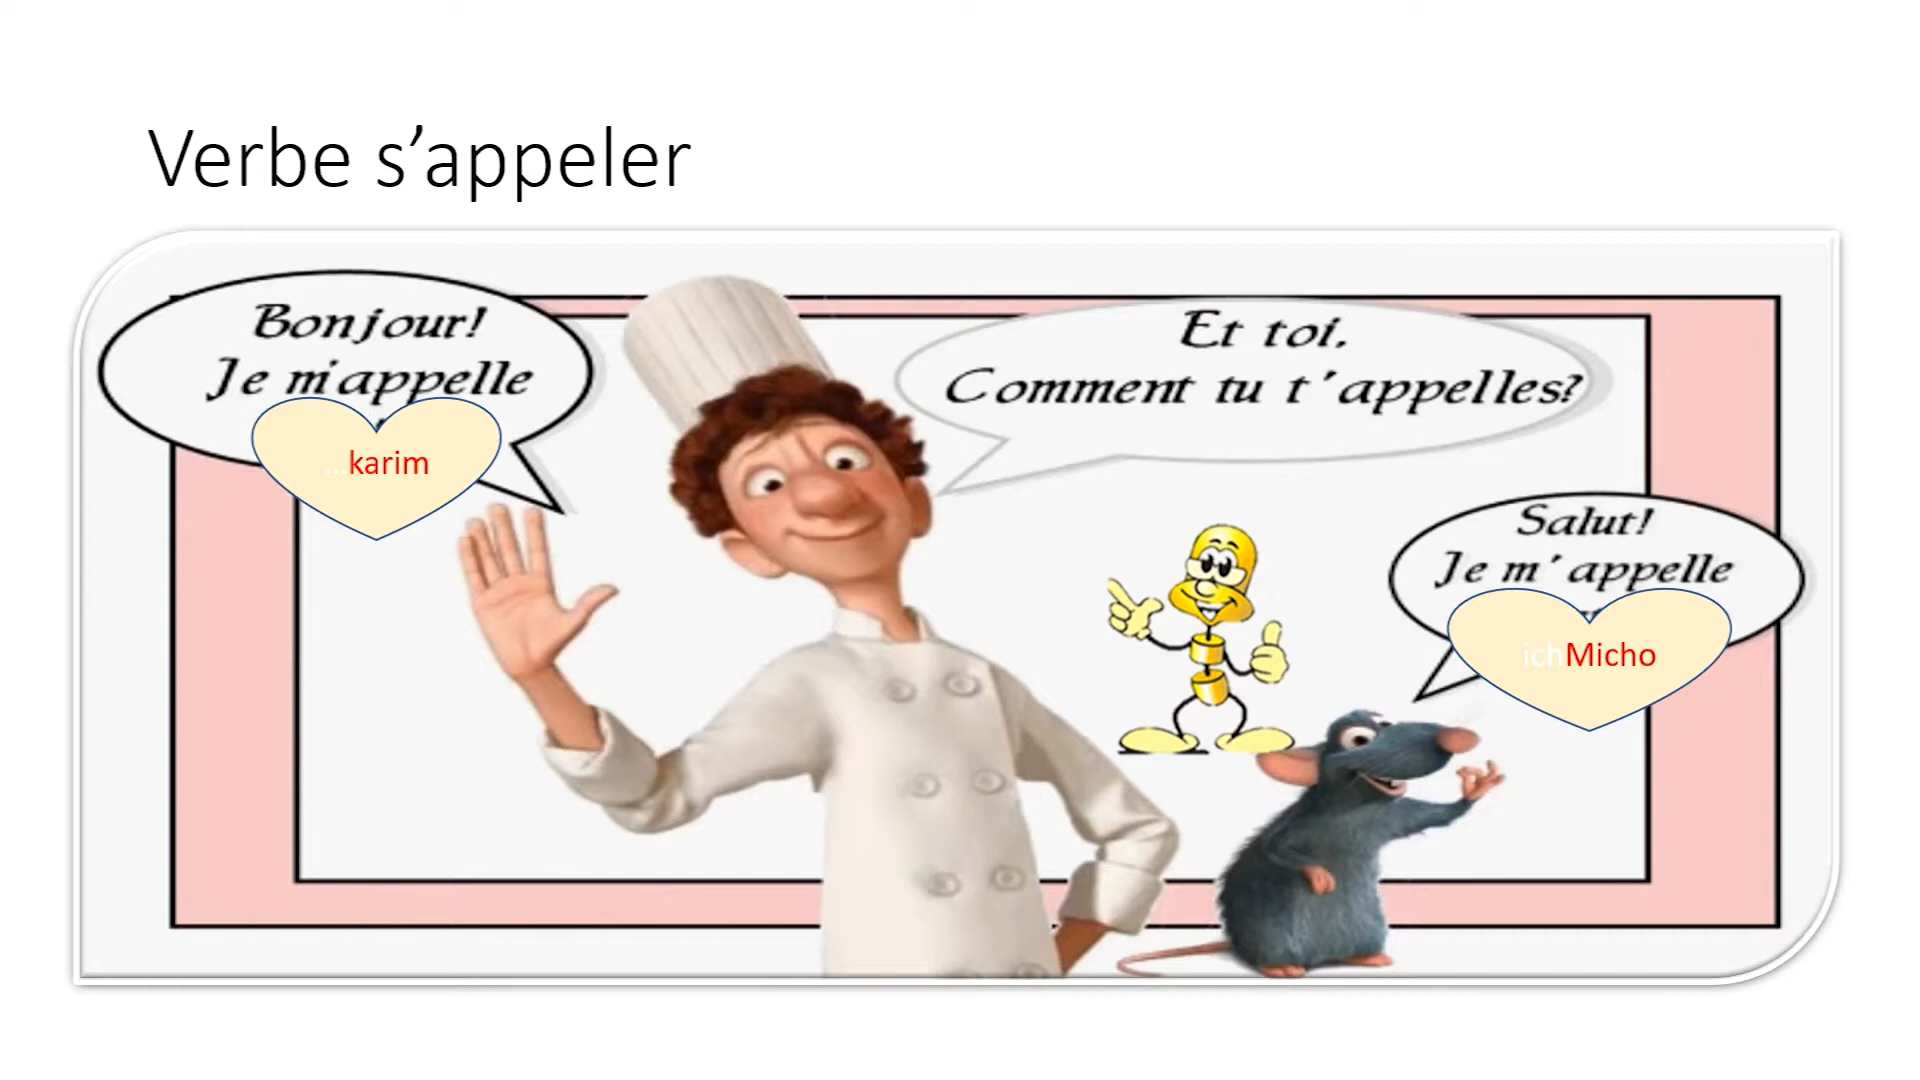 Verbe s’appeler
Bonjour!
Je m'appelle
...karim
Et toi,
Comment tu t'appelles?
Salut!
Je m'appelle
ichMicho